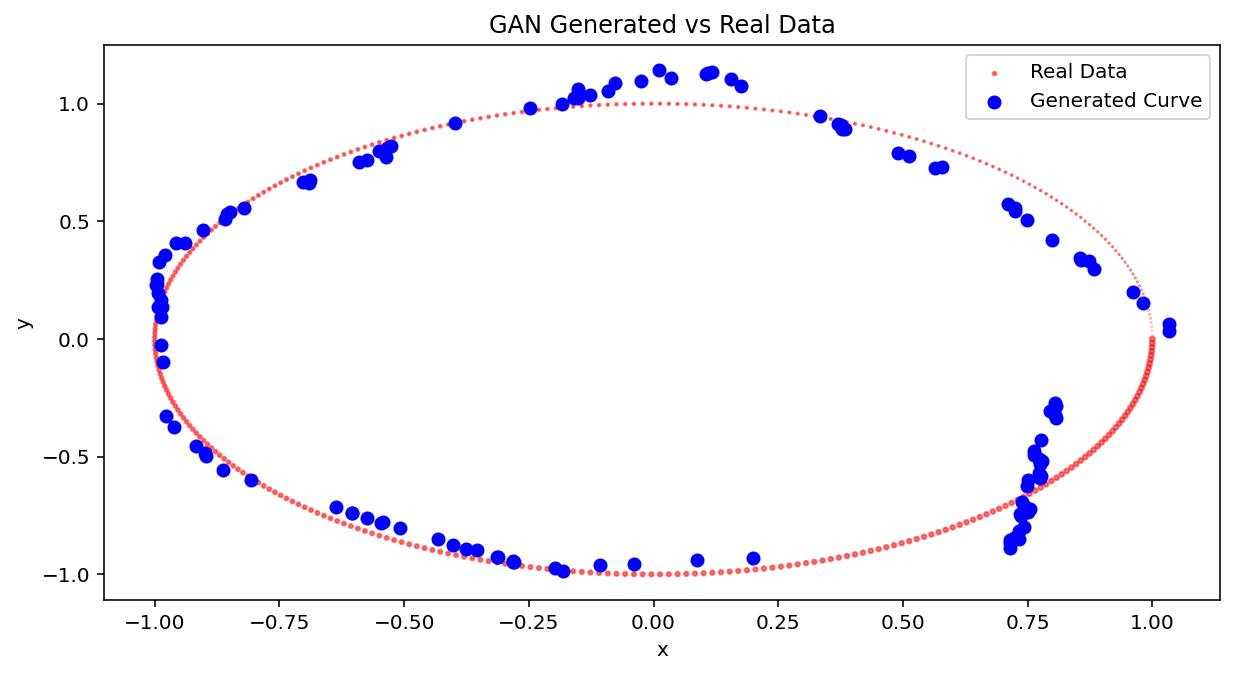 GAN Generated vs Real Data
Real Data
Generated Curve
1.0
0.5
0.0
−0.5
−1.0
y
−1.00 −0.75 −0.50 −0.25 0.00 0.25 0.50 0.75 1.00
x